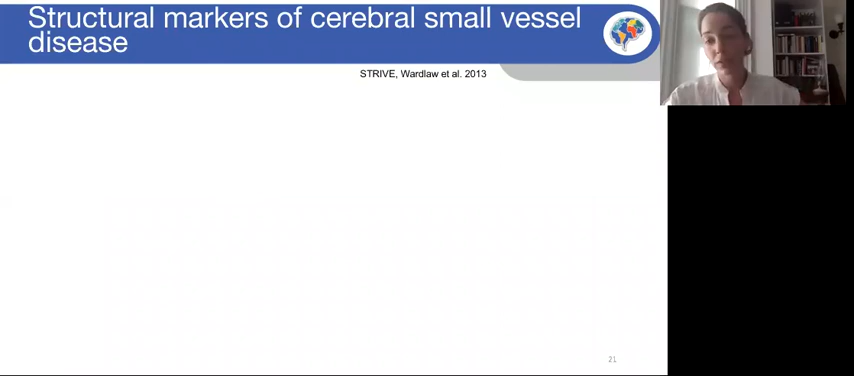 Structural markers of cerebral small vessel
disease
STRIVE, Wardlaw et al. 2013
21